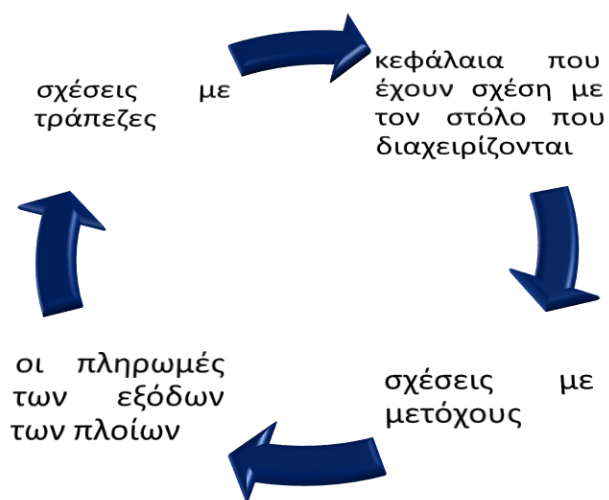 σχέσεις με
τράπεζες
κεφάλαια που
έχουν σχέση με
τον στόλο που
διαχειρίζονται
σχέσεις με
μετόχους
οι πληρωμές
των εξόδων
των πλοίων